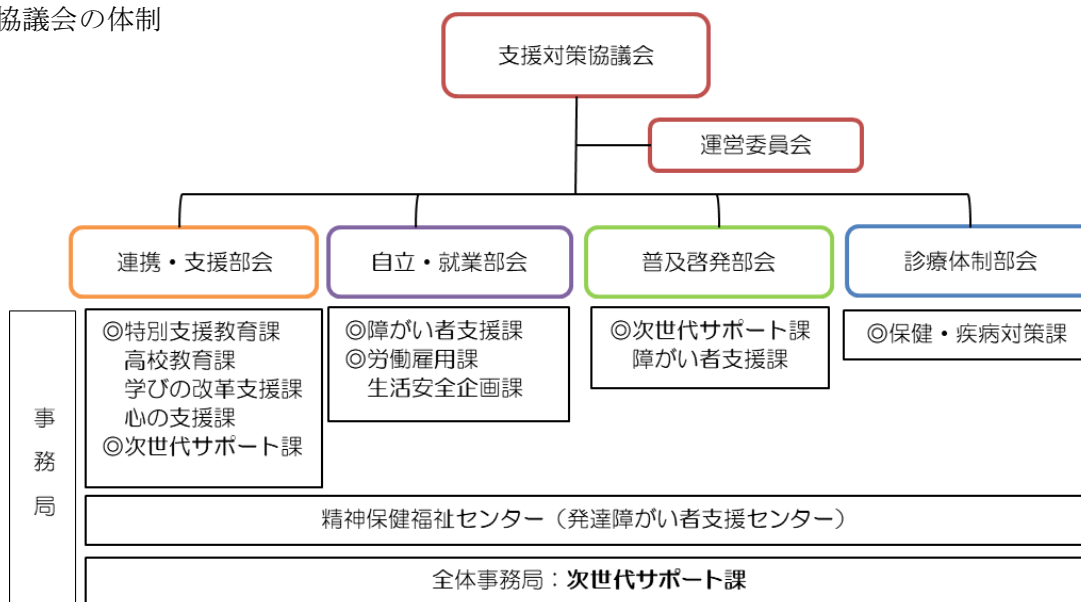 協議会の体制
支援対策協議会
運営委員会
連携・支援部会
自立・就業部会
普及啓発部会
診療体制部会
事務局
◎特別支援教育課
高校教育課
学びの改革支援課
心の支援課
◎次世代サポート課
◎障がい者支援課
◎労働雇用課
生活安全企画課
◎次世代サポート課
障がい者支援課
◎保健・疾病対策課
精神保健福祉センター（発達障がい者支援センター）
全体事務局：次世代サポート課